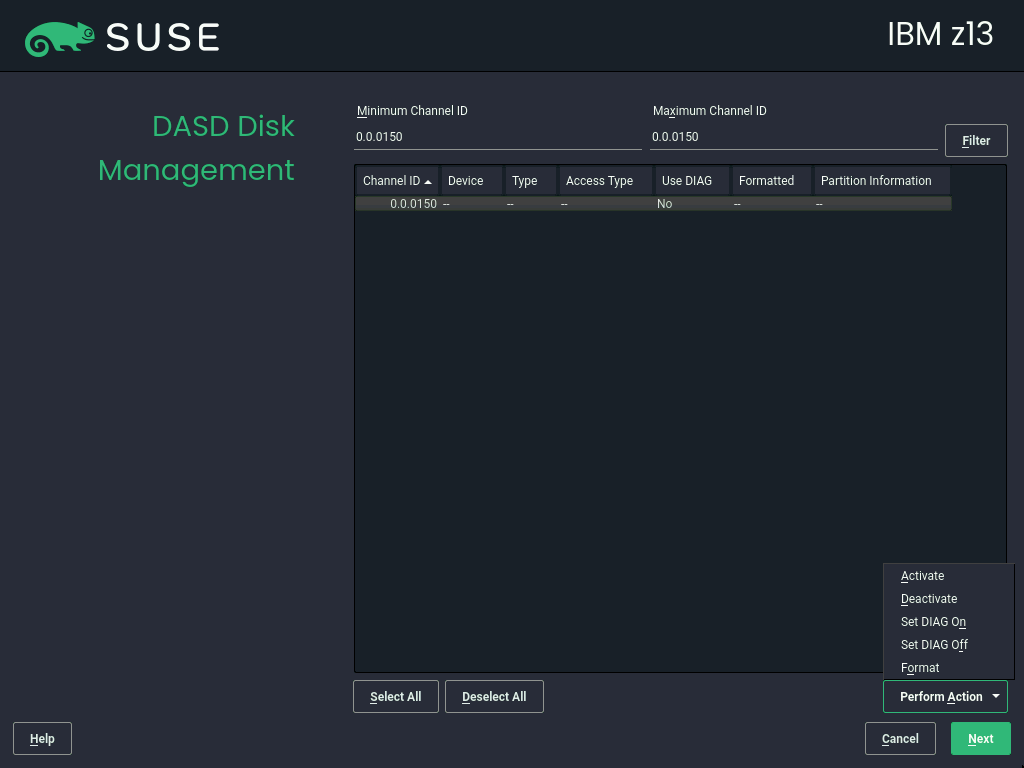 SUSE
IBM z13
DASD Disk
Management
Minimum Channel ID
Maximum Channel ID
0.0.0150
0.0.0150
Filter
Channel ID Device Type Access Type Use DIAG Formatted Partition Information
0.0.0150 -- -- -- No -- --
Activate
Deactivate
Set DIAG On
Set DIAG Off
Format
Select All
Deselect All
Perform Action
Help
Cancel
Next